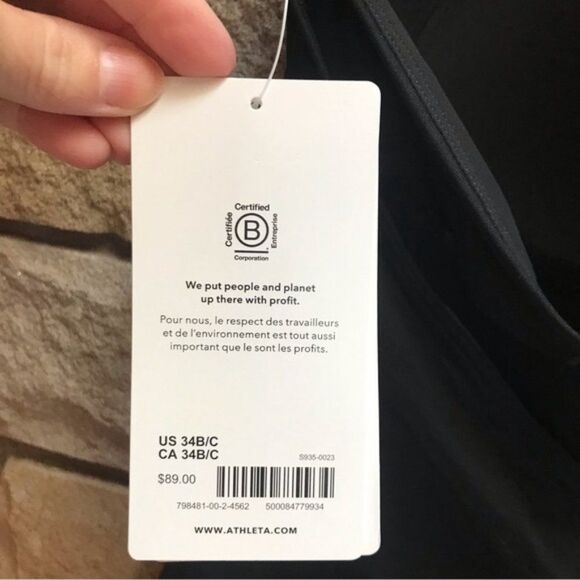 Certified
Certifiée
B
Entreprise
Corporation
We put people and planet
up there with profit.
Pour nous, le respect des travailleurs
et de l'environnement est tout aussi
important que le sont les profits.
US 34B/C
CA 34B/C
S935-0023
$89.00
798481-00-2-4562 500084779934
WWW.ATHLETA.COM